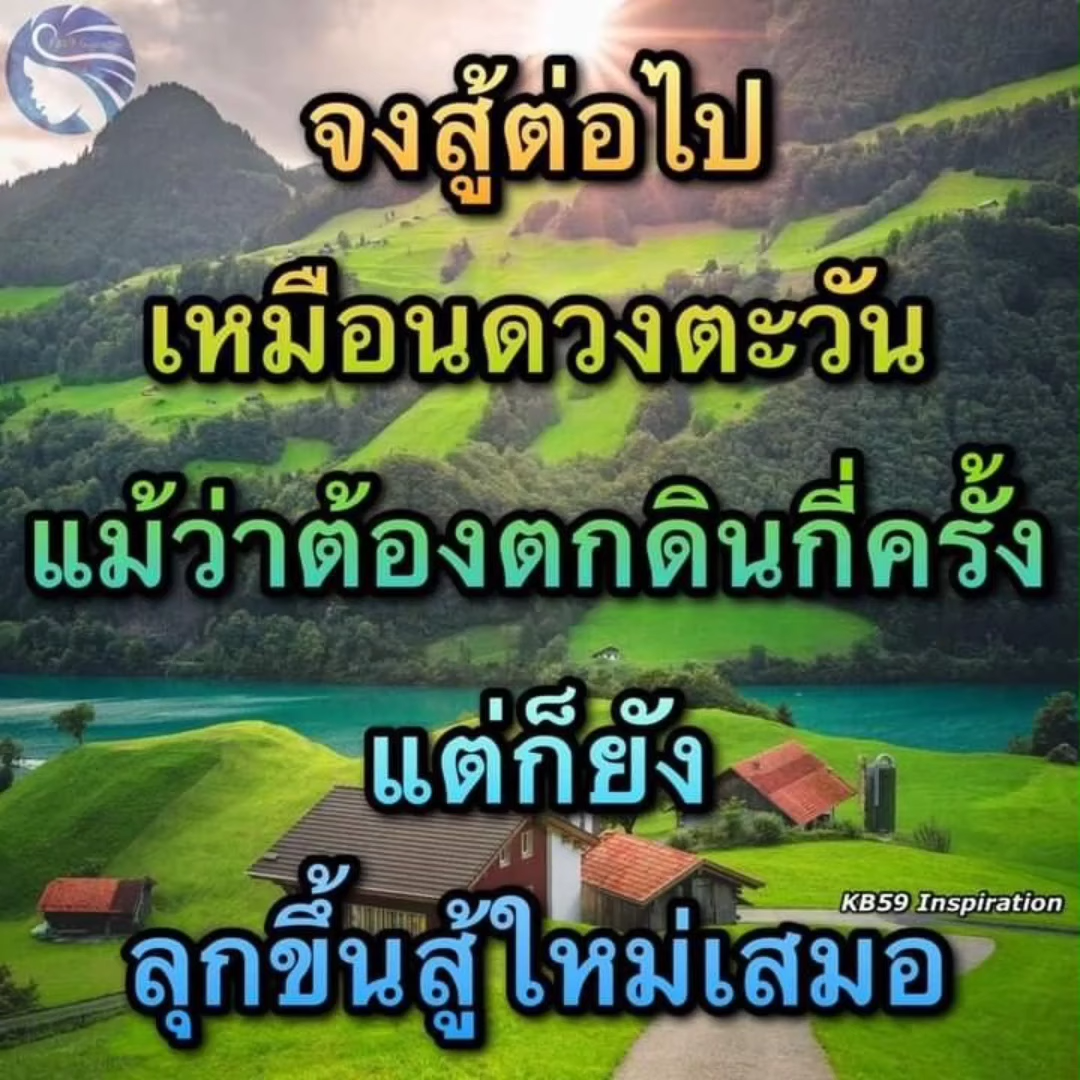 จงสู้ต่อไป
เหมือนดวงตะวัน
แม้ว่าต้องตกดินกี่ครั้ง
แต่ก็ยัง
KB59 Inspiration
ลุกขึ้นสู้ใหม่เสมอ